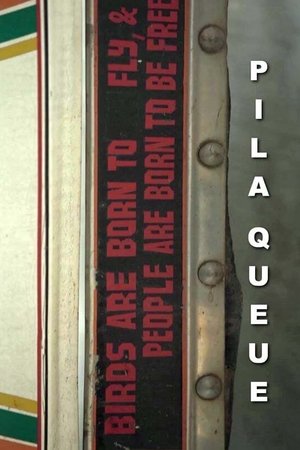 BIRDS ARE BORN TO FLY, &
PEOPLE ARE BORN TO BE FREE
PILA QUEUE